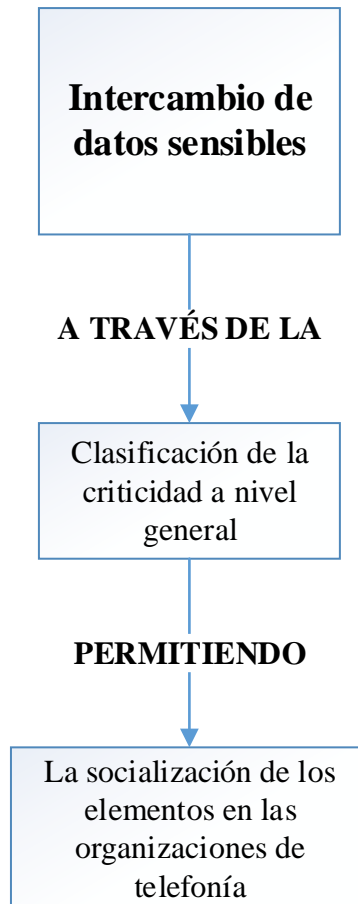 Intercambio de
datos sensibles
A TRAVÉS DE LA
Clasificación de la
criticidad a nivel
general
PERMITIENDO
La socialización de los
elementos en las
organizaciones de
telefonía